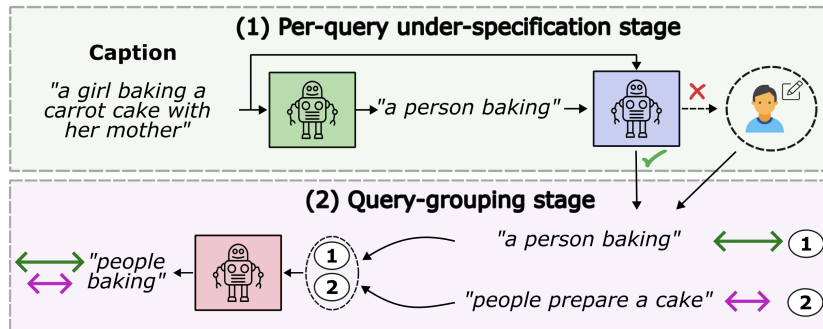 (1) Per-query under-specification stage
Caption
"a girl baking a
carrot cake with
her mother"
"a person baking"
(2) Query-grouping stage
"a person baking"
1
"people
baking"
1
2
"people prepare a cake"
2